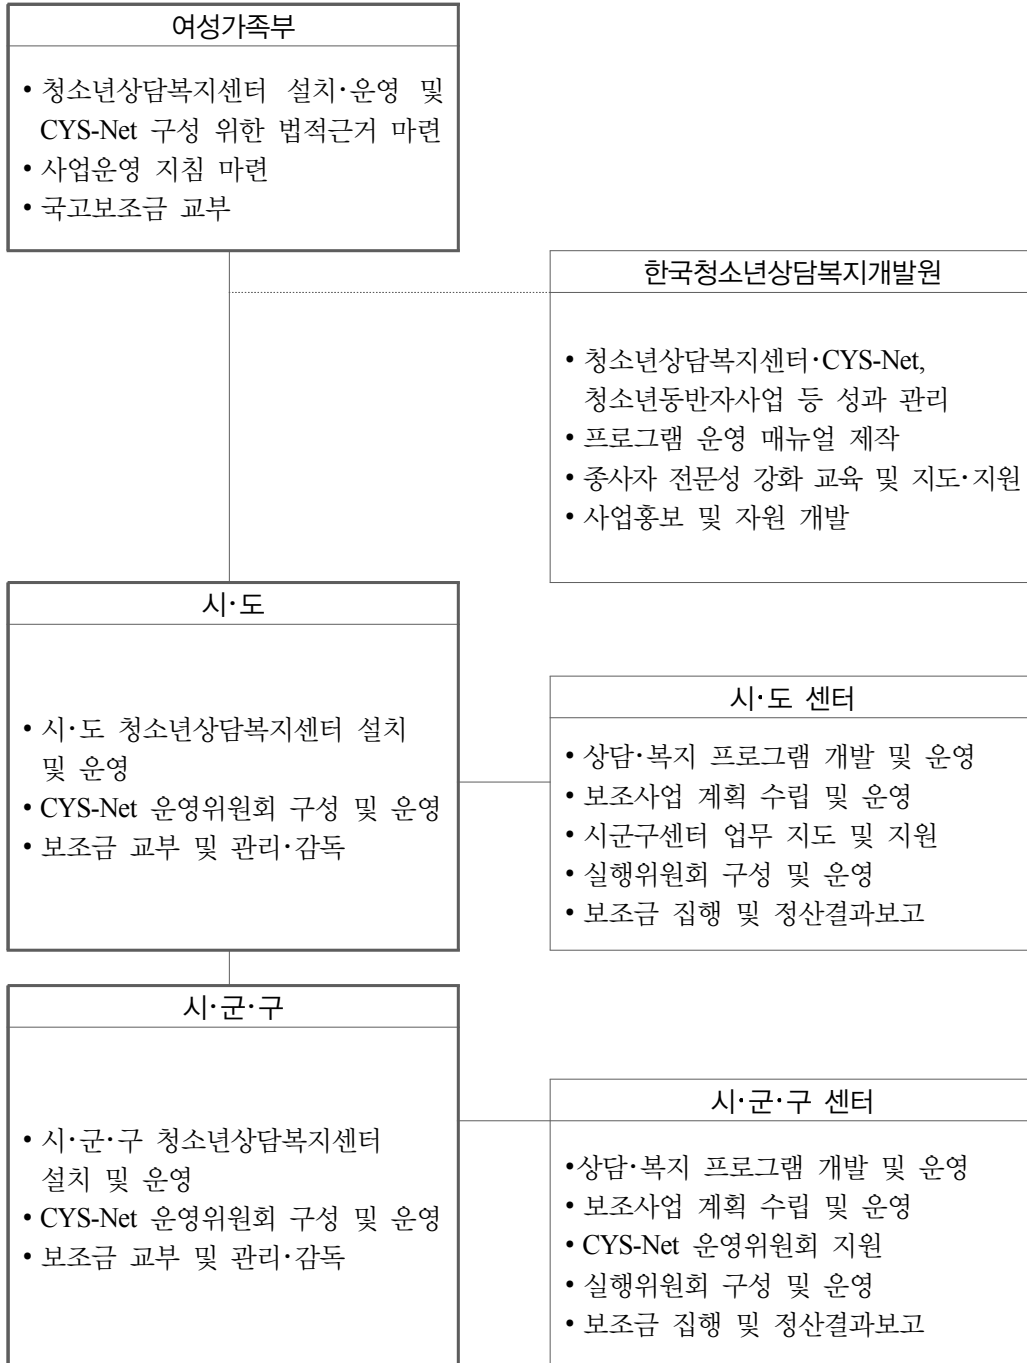 여성가족부
• 청소년상담복지센터 설치·운영 및
CYS-Net 구성 위한 법적근거 마련
• 사업운영 지침 마련
• 국고보조금 교부
한국청소년상담복지개발원
• 청소년상담복지센터·CYS-Net,
청소년동반자사업 등 성과 관리
• 프로그램 운영 매뉴얼 제작
• 종사자 전문성 강화 교육 및 지도·지원
• 사업홍보 및 자원 개발
시·도
• 시·도 청소년상담복지센터 설치
및 운영
• CYS-Net 운영위원회 구성 및 운영
• 보조금 교부 및 관리·감독
시·도 센터
• 상담·복지 프로그램 개발 및 운영
• 보조사업 계획 수립 및 운영
• 시군구센터 업무 지도 및 지원
• 실행위원회 구성 및 운영
• 보조금 집행 및 정산결과보고
시·군·구
• 시·군·구 청소년상담복지센터
설치 및 운영
• CYS-Net 운영위원회 구성 및 운영
• 보조금 교부 및 관리·감독
시·군·구 센터
•상담·복지 프로그램 개발 및 운영
• 보조사업 계획 수립 및 운영
• CYS-Net 운영위원회 지원
• 실행위원회 구성 및 운영
• 보조금 집행 및 정산결과보고